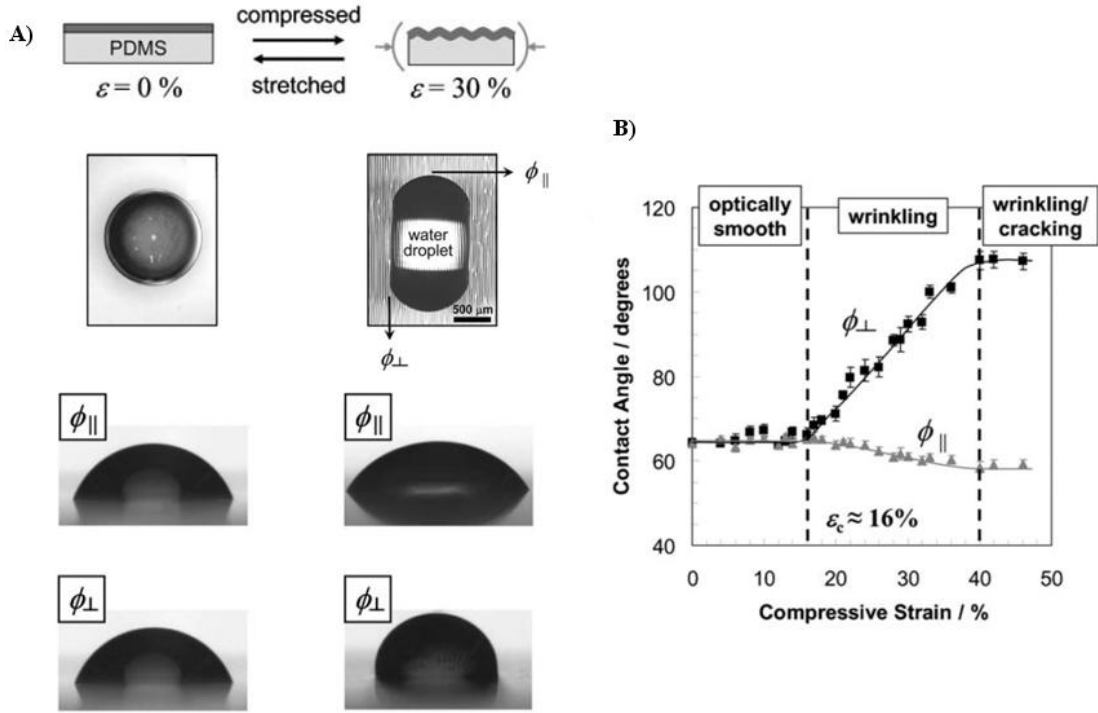 A)
compressed
PDMS
stretched
ε = 0 %
ε = 30 %
ϕ||
water
droplet
500 μm
ϕ⊥
ϕ||
ϕ||
ϕ⊥
ϕ⊥
B)
optically
smooth
wrinkling
wrinkling/
cracking
120
100
80
60
40
Contact Angle / degrees
ϕ⊥
ϕ||
εc ≈ 16%
0 10 20 30 40 50
Compressive Strain / %